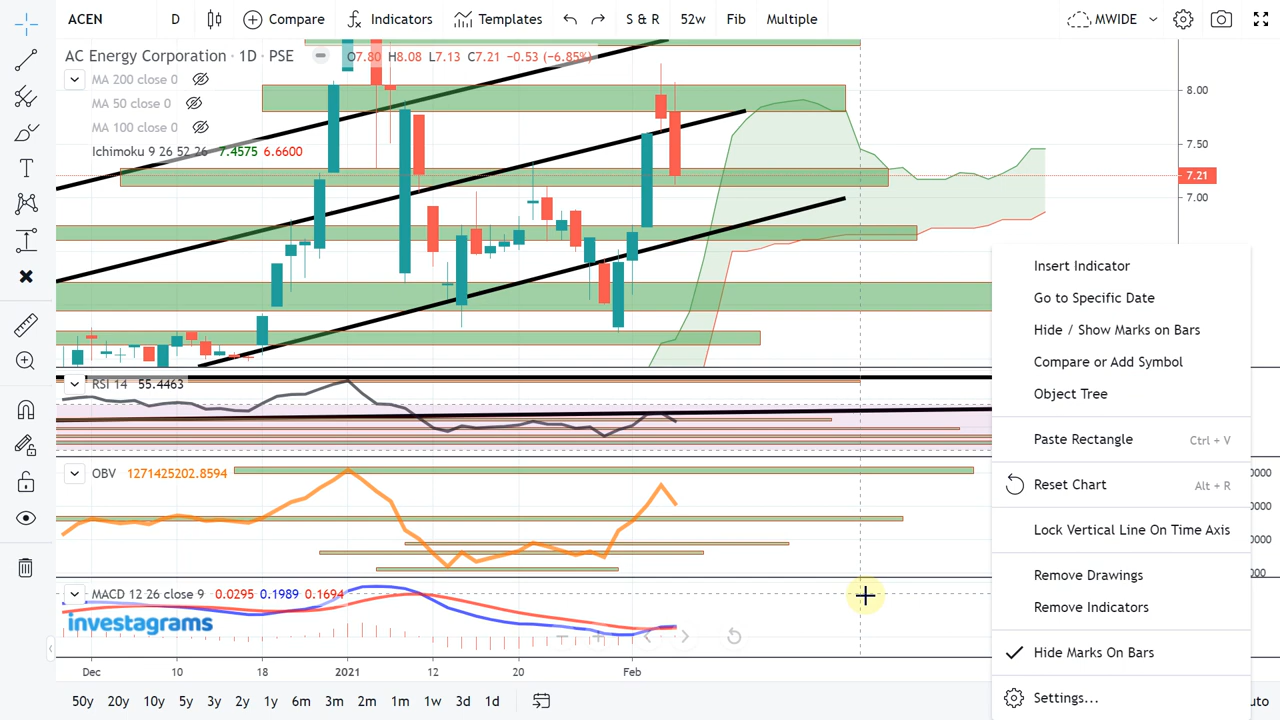 ACEN D Compare Indicators Templates S & R 52w Fib Multiple MWIDE
AC Energy Corporation · 1D · PSE O7.80 H8.08 L7.13 C7.21 −0.53 (−6.85%)
MA 200 close 0
MA 50 close 0
MA 100 close 0
Ichimoku 9 26 52 26 7.4575 6.6600
8.00
7.50
7.21
7.00
RSI 14 55.4463
OBV 1271425202.8594
0000
0000
000
MACD 12 26 close 9 0.0295 0.1989 0.1694
investagrams
Dec 10 18 2021 12 20 Feb
50y 20y 10y 5y 3y 2y 1y 6m 3m 2m 1m 1w 3d 1d
Insert Indicator
Go to Specific Date
Hide / Show Marks on Bars
Compare or Add Symbol
Object Tree
Paste Rectangle Ctrl + V
Reset Chart Alt + R
Lock Vertical Line On Time Axis
Remove Drawings
Remove Indicators
Hide Marks On Bars
Settings...
uto